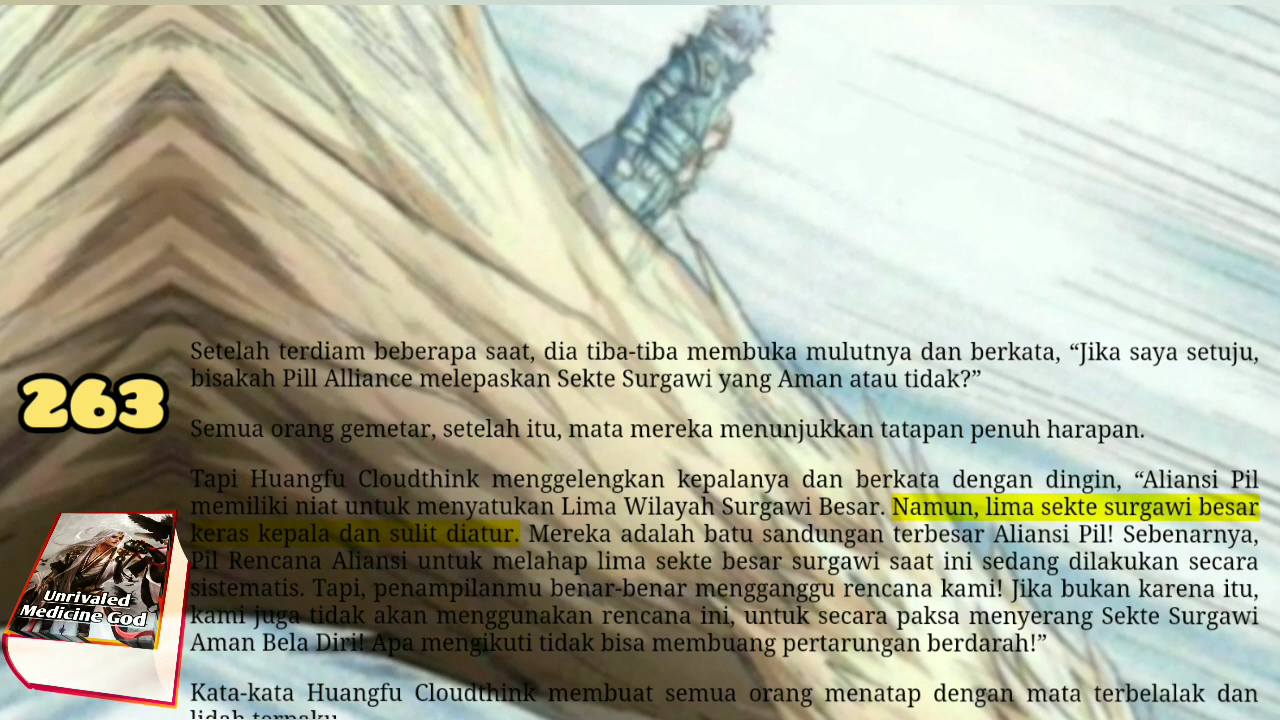 Setelah terdiam beberapa saat, dia tiba-tiba membuka mulutnya dan berkata, “Jika saya setuju,
bisakah Pill Alliance melepaskan Sekte Surgawi yang Aman atau tidak?”
263
Semua orang gemetar, setelah itu, mata mereka menunjukkan tatapan penuh harapan.
Tapi Huangfu Cloudthink menggelengkan kepalanya dan berkata dengan dingin, “Aliansi Pil
memiliki niat untuk menyatukan Lima Wilayah Surgawi Besar. Namun, lima sekte surgawi besar
keras kepala dan sulit diatur. Mereka adalah batu sandungan terbesar Aliansi Pil! Sebenarnya,
Pil Rencana Aliansi untuk melahap lima sekte besar surgawi saat ini sedang dilakukan secara
sistematis. Tapi, penampilanmu benar-benar mengganggu rencana kami! Jika bukan karena itu,
kami juga tidak akan menggunakan rencana ini, untuk secara paksa menyerang Sekte Surgawi
Aman Bela Diri! Apa mengikuti tidak bisa membuang pertarungan berdarah!”
Unrivaled
Medicine God
Kata-kata Huangfu Cloudthink membuat semua orang menatap dengan mata terbelalak dan
lidah terpaku.